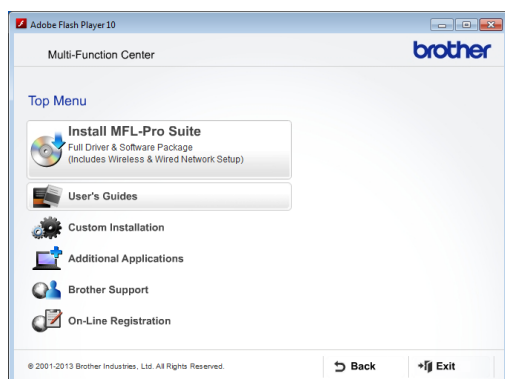 Adobe Flash Player 10
Multi-Function Center
brother
Top Menu
Install MFL-Pro Suite
Full Driver & Software Package
(Includes Wireless & Wired Network Setup)
User's Guides
Custom Installation
Additional Applications
Brother Support
On-Line Registration
© 2001-2013 Brother Industries, Ltd. All Rights Reserved.
Back
Exit